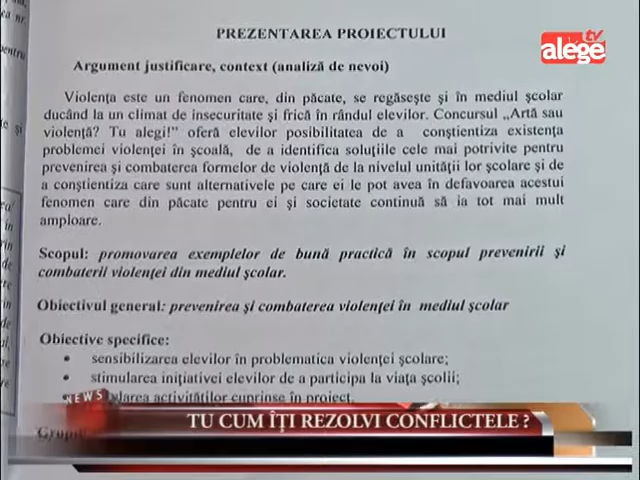 PREZENTAREA PROIECTULUI
alege tv
Argument justificare, context (analiză de nevoi)
Violența este un fenomen care, din păcate, se regăsește și în mediul școlar
ducând la un climat de insecuritate și frică în rândul elevilor. Concursul „Artă sau
violență? Tu alegi!" oferă elevilor posibilitatea de a conștientiza existența
problemei violenței în școală, de a identifica soluțiile cele mai potrivite pentru
prevenirea și combaterea formelor de violență de la nivelul unității lor școlare și de
a conștientiza care sunt alternativele pe care ei le pot avea în defavoarea acestui
fenomen care din păcate pentru ei și societate continuă să ia tot mai mult
amploare.
Scopul: promovarea exemplelor de bună practică în scopul prevenirii și
combaterii violenței din mediul școlar.
Obiectivul general: prevenirea și combaterea violenței în mediul școlar
Obiective specifice:
• sensibilizarea elevilor în problematica violenței școlare;
• stimularea inițiativei elevilor de a participa la viața școlii;
activităților cuprinse în proiect.
NEWS
TU CUM ÎȚI REZOLVI CONFLICTELE?